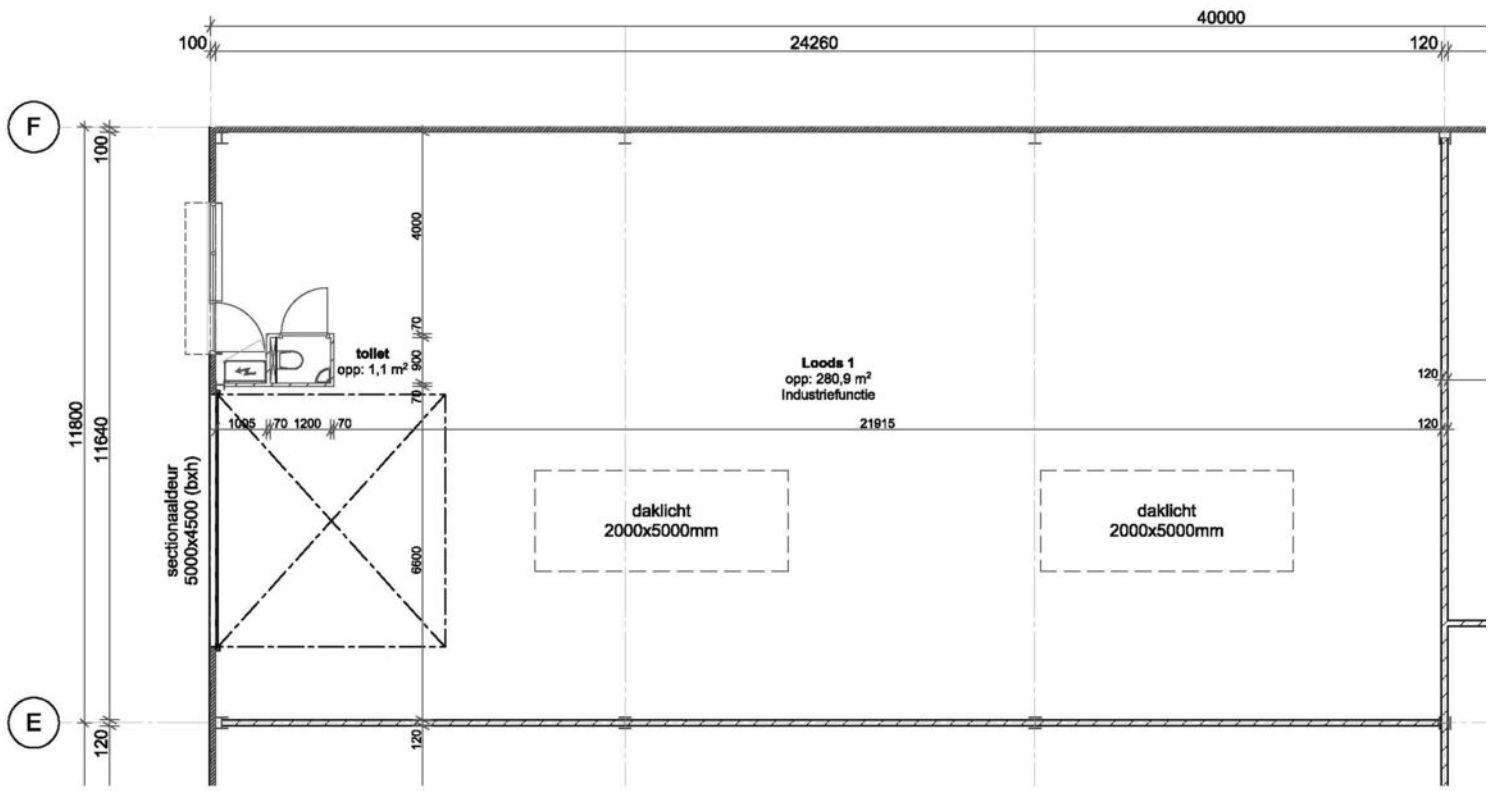 40000
100
24260
120
F
100
4000
70
toilet
opp: 1,1 m²
900
70
Loods 1
opp: 280,9 m²
Industriefunctie
120
11800
11640
1095
70
1200
70
21915
120
sectionaaldeur
5000x4500 (bxh)
daklicht
2000x5000mm
daklicht
2000x5000mm
6600
E
120
120